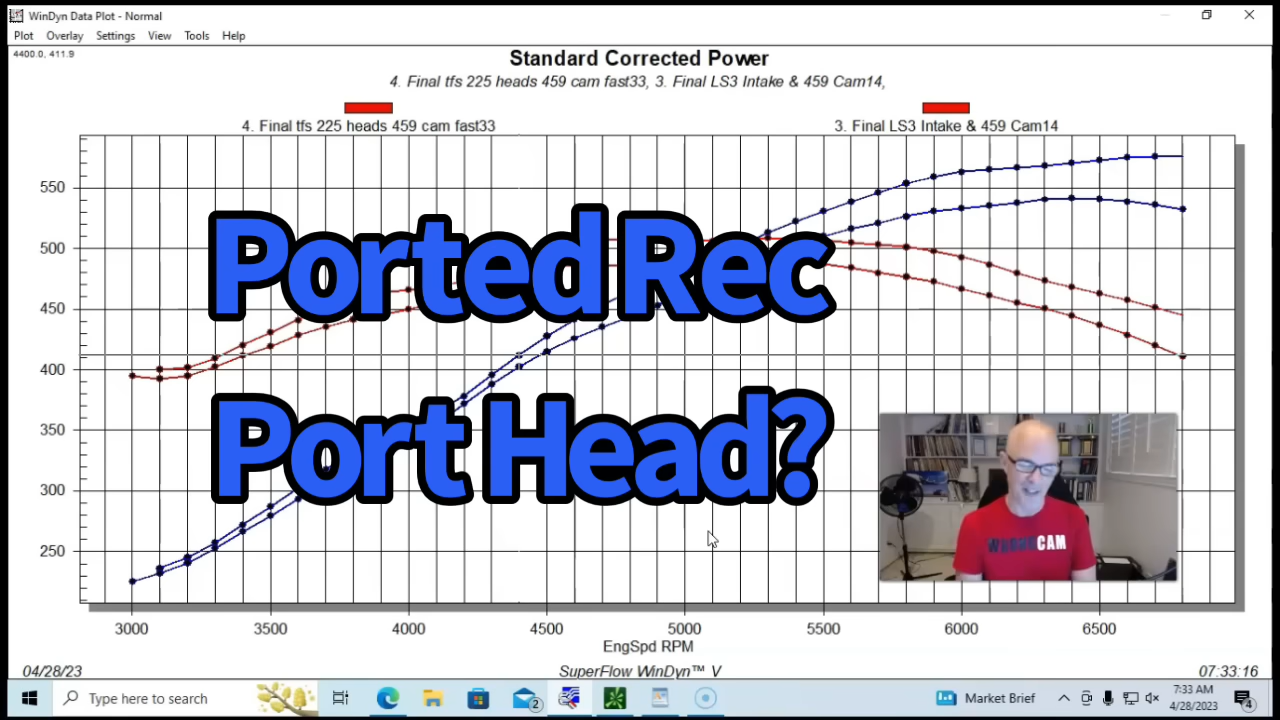 WinDyn Data Plot - Normal
Plot Overlay Settings View Tools Help
4400.0, 411.9
Standard Corrected Power
4. Final tfs 225 heads 459 cam fast33, 3. Final LS3 Intake & 459 Cam14,
4. Final tfs 225 heads 459 cam fast33
3. Final LS3 Intake & 459 Cam14
550
500
450
400
350
300
250
Ported Rec
Port Head?
CAM
3000 3500 4000 4500 5000 5500 6000 6500
EngSpd RPM
04/28/23 SuperFlow WinDyn™ V 07:33:16
Type here to search
2
Market Brief
7:33 AM
4/28/2023
4